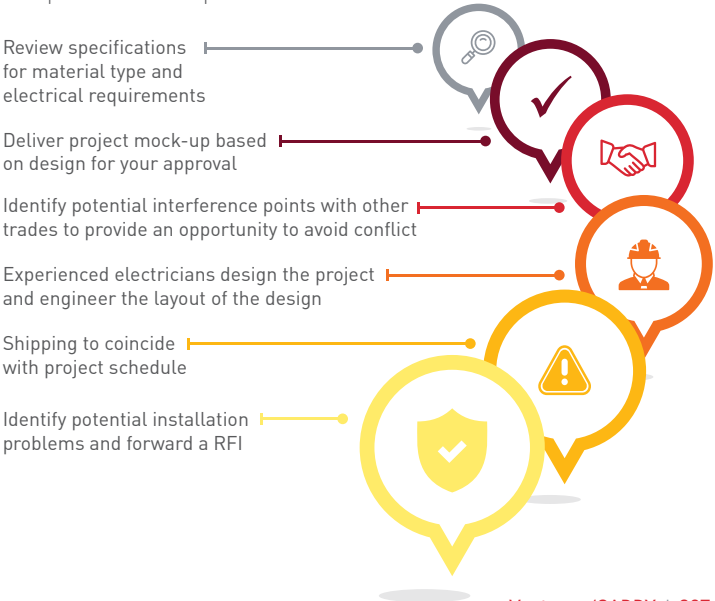 Review specifications
for material type and
electrical requirements
Deliver project mock-up based
on design for your approval
Identify potential interference points with other
trades to provide an opportunity to avoid conflict
Experienced electricians design the project
and engineer the layout of the design
Shipping to coincide
with project schedule
Identify potential installation
problems and forward a RFI